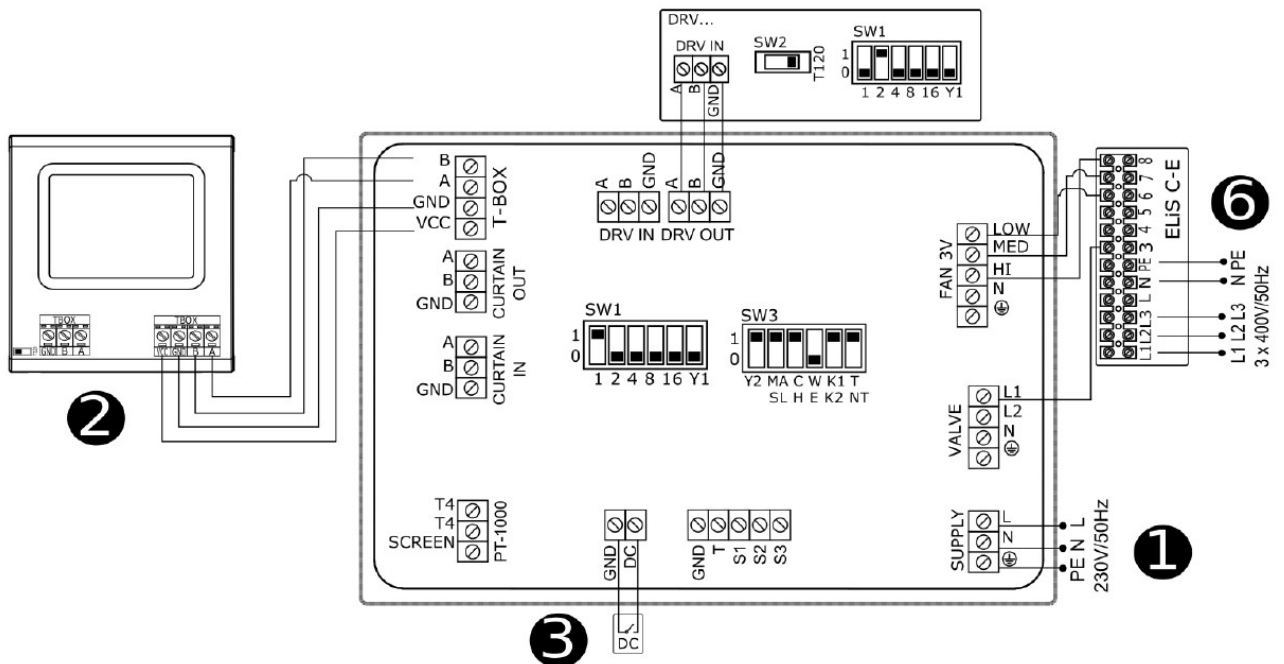 DRV...
DRV IN
A
B
GND
SW2
T120
SW1
1
0
1 2 4 8 16 Y1
TBOX
GND B A
TBOX
VCC GND B A
2
B
A
GND
VCC
T-BOX
A
B
GND
CURTAIN
OUT
A
B
GND
CURTAIN
IN
T4
T4
SCREEN
PT-1000
A
B
GND
DRV IN
A
B
GND
DRV OUT
SW1
1
0
1 2 4 8 16 Y1
SW3
1
0
Y2 MA C W K1 T
SL H E K2 NT
GND
DC
DC
3
GND
T
S1
S2
S3
FAN 3V
LOW
MED
HI
N
VALVE
L1
L2
N
SUPPLY
L
N
L
N
PE
230V/50Hz
1
8
7
6
5
4
3
PE
N
L
L3
L2
L1
ELiS C-E
6
PE
N
L3
L2
L1
3 x 400V/50Hz